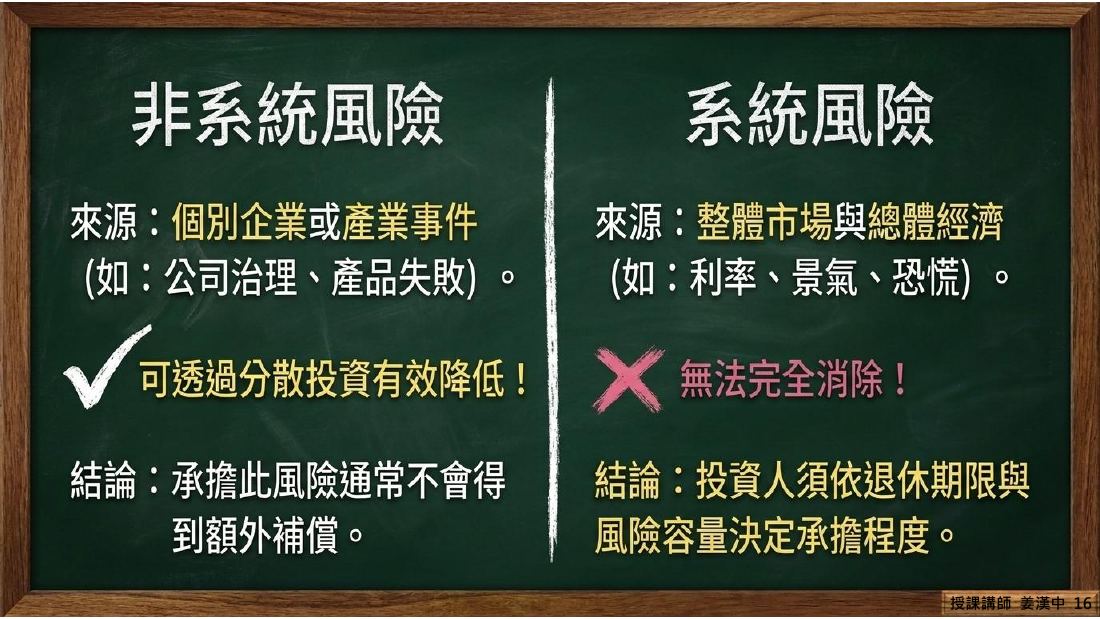 非系統風險
來源：個別企業或產業事件
(如：公司治理、產品失敗) 。
可透過分散投資有效降低！
結論：承擔此風險通常不會得
到額外補償。
系統風險
來源：整體市場與總體經濟
(如：利率、景氣、恐慌) 。
無法完全消除！
結論：投資人須依退休期限與
風險容量決定承擔程度。
授課講師 姜漢中 16